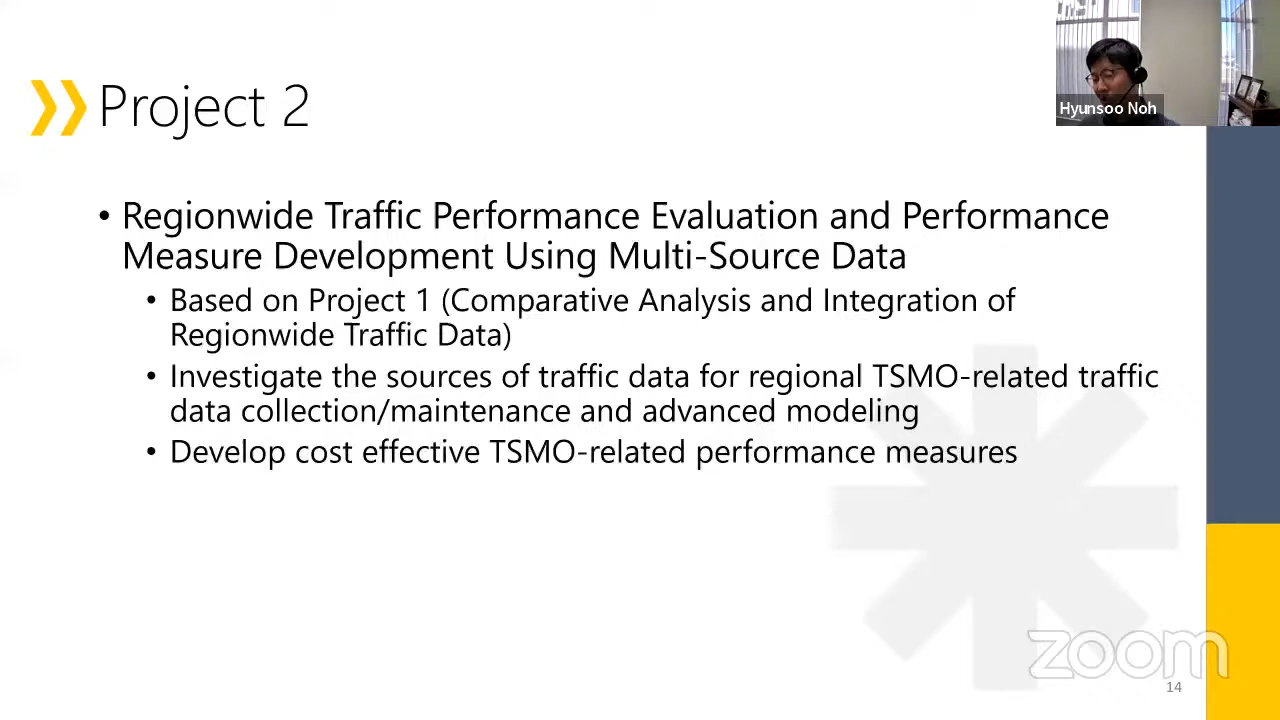 Project 2
Hyunsoo Noh
• Regionwide Traffic Performance Evaluation and Performance
Measure Development Using Multi-Source Data
• Based on Project 1 (Comparative Analysis and Integration of
Regionwide Traffic Data)
• Investigate the sources of traffic data for regional TSMO-related traffic
data collection/maintenance and advanced modeling
• Develop cost effective TSMO-related performance measures
zoom
14